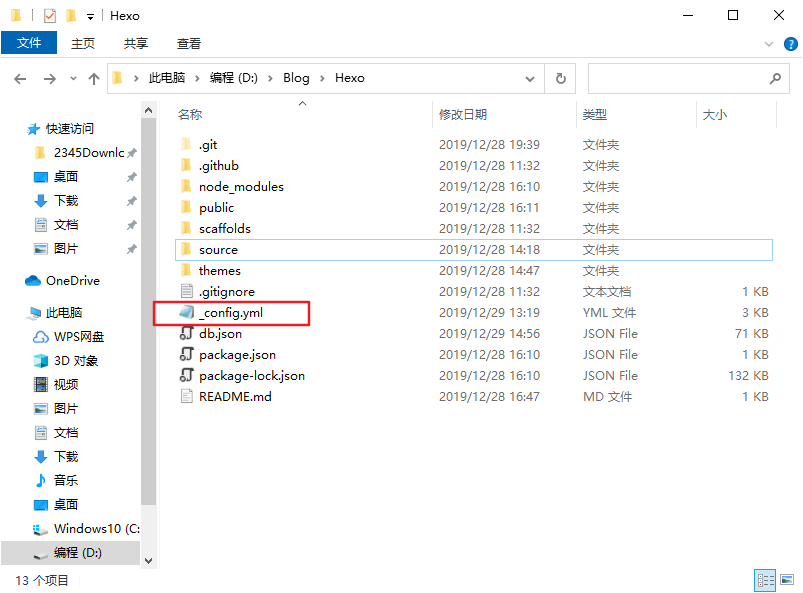 Hexo
文件 主页 共享 查看
此电脑 编程 (D:) Blog Hexo
名称 修改日期 类型 大小
快速访问
2345Downlc
桌面
下载
文档
图片
OneDrive
此电脑
WPS网盘
3D 对象
视频
图片
文档
下载
音乐
桌面
Windows10 (C:
编程 (D:)
.git 2019/12/28 19:39 文件夹
.github 2019/12/28 11:32 文件夹
node_modules 2019/12/28 16:10 文件夹
public 2019/12/28 16:11 文件夹
scaffolds 2019/12/28 11:32 文件夹
source 2019/12/28 14:18 文件夹
themes 2019/12/28 14:47 文件夹
.gitignore 2019/12/28 11:32 文本文档 1 KB
_config.yml 2019/12/29 13:19 YML 文件 3 KB
db.json 2019/12/29 14:56 JSON File 71 KB
package.json 2019/12/28 16:10 JSON File 1 KB
package-lock.json 2019/12/28 16:10 JSON File 132 KB
README.md 2019/12/28 16:47 MD 文件 1 KB
13 个项目